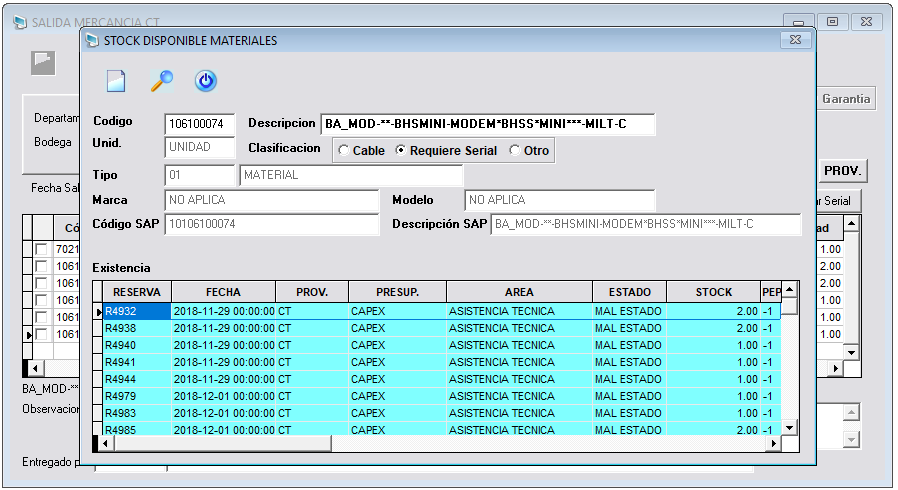 SALIDA MERCANCIA CT
STOCK DISPONIBLE MATERIALES
Garantia
Departam
Bodega
Fecha Sal
PROV.
ar Serial
Codigo 106100074 Descripcion BA_MOD-**-BHSMINI-MODEM*BHSS*MINI***-MILT-C
Unid. UNIDAD Clasificacion Cable Requiere Serial Otro
Tipo 01 MATERIAL
Marca NO APLICA Modelo NO APLICA
Código SAP 10106100074 Descripción SAP BA_MOD-**-BHSMINI-MODEM*BHSS*MINI***-MILT-C
Existencia
RESERVA FECHA PROV. PRESUP. AREA ESTADO STOCK PEP
R4932 2018-11-29 00:00:00 CT CAPEX ASISTENCIA TECNICA MAL ESTADO 2.00 -1
R4938 2018-11-29 00:00:00 CT CAPEX ASISTENCIA TECNICA MAL ESTADO 2.00 -1
R4940 2018-11-29 00:00:00 CT CAPEX ASISTENCIA TECNICA MAL ESTADO 1.00 -1
R4941 2018-11-29 00:00:00 CT CAPEX ASISTENCIA TECNICA MAL ESTADO 1.00 -1
R4944 2018-11-29 00:00:00 CT CAPEX ASISTENCIA TECNICA MAL ESTADO 1.00 -1
R4979 2018-12-01 00:00:00 CT CAPEX ASISTENCIA TECNICA MAL ESTADO 1.00 -1
R4983 2018-12-01 00:00:00 CT CAPEX ASISTENCIA TECNICA MAL ESTADO 1.00 -1
R4985 2018-12-01 00:00:00 CT CAPEX ASISTENCIA TECNICA MAL ESTADO 2.00 -1
Có ad
7021 1.00
1061 2.00
1061 2.00
1061 1.00
1061 1.00
1061 1.00
BA_MOD-**
Observacion
Entregado p